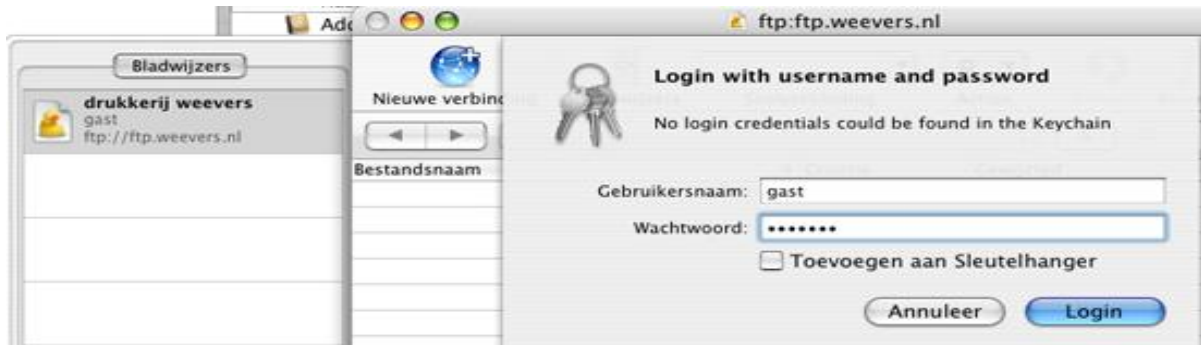 ftp:ftp.weevers.nl
Bladwijzers
drukkerij weevers
gast
ftp://ftp.weevers.nl
Nieuwe verbind
Bestandsnaam
Login with username and password
No login credentials could be found in the Keychain
Gebruikersnaam: gast
Wachtwoord: •••••••
Toevoegen aan Sleutelhanger
Annuleer
Login